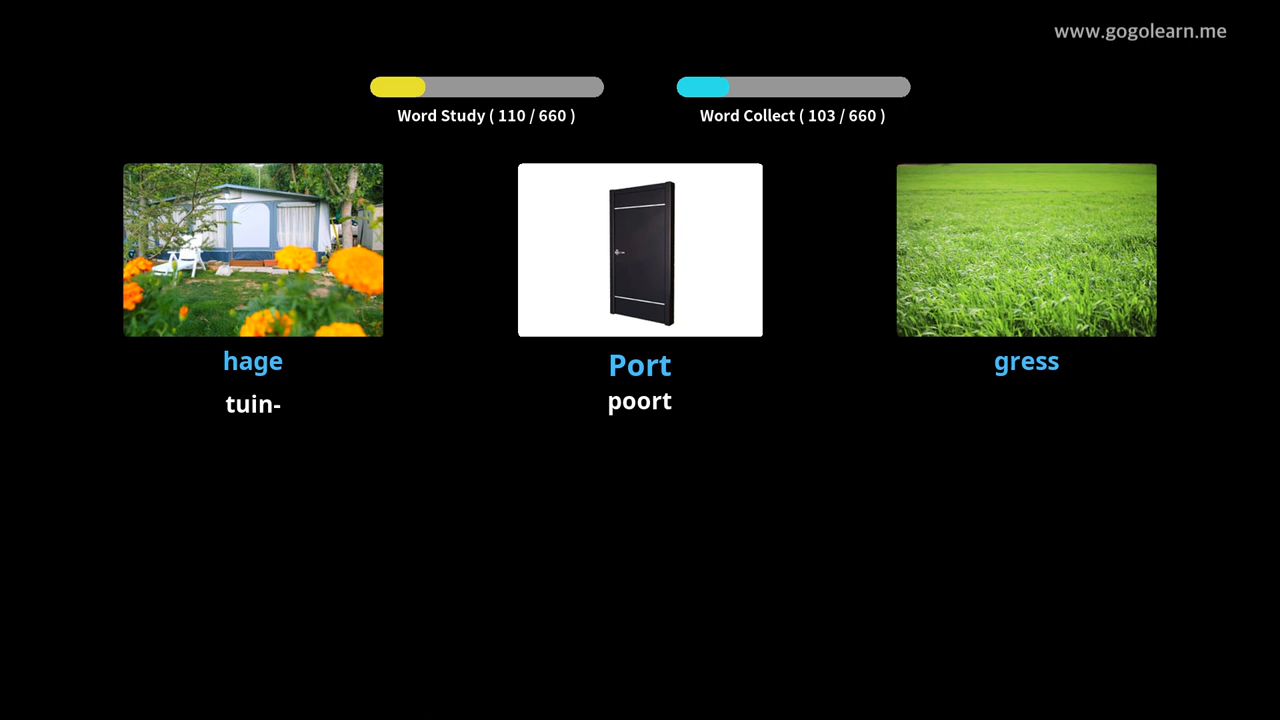 www.gogolearn.me
Word Study ( 110 / 660 )
Word Collect ( 103 / 660 )
hage
tuin-
Port
poort
gress